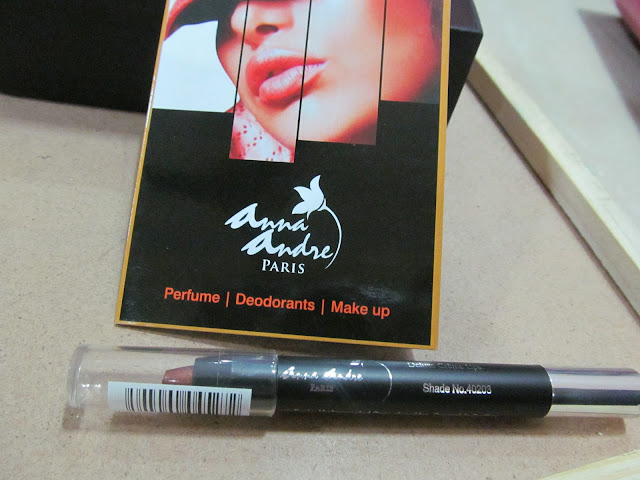 Anna
Andre
PARIS
Perfume | Deodorants | Make up
Anna Andre
PARIS
Shade No.40203